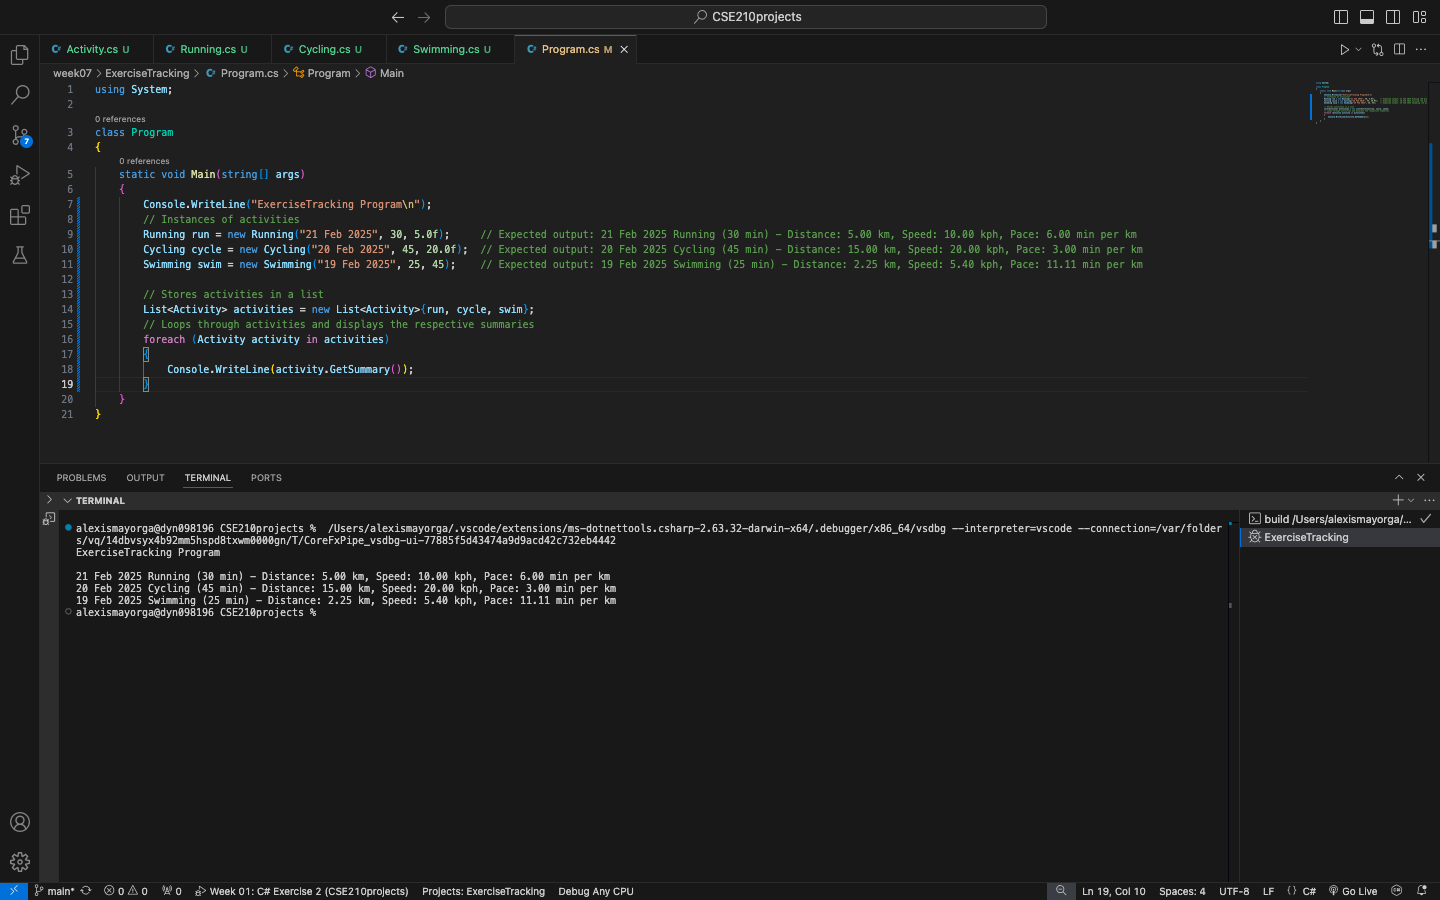 CSE210projects
Activity.cs U
Running.cs U
Cycling.cs U
Swimming.cs U
Program.cs M
week07 > ExerciseTracking > Program.cs > Program > Main
1 using System;
2
0 references
3 class Program
4 {
0 references
5 static void Main(string[] args)
6 {
7 Console.WriteLine("ExerciseTracking Program\n");
8 // Instances of activities
9 Running run = new Running("21 Feb 2025", 30, 5.0f); // Expected output: 21 Feb 2025 Running (30 min) - Distance: 5.00 km, Speed: 10.00 kph, Pace: 6.00 min per km
10 Cycling cycle = new Cycling("20 Feb 2025", 45, 20.0f); // Expected output: 20 Feb 2025 Cycling (45 min) - Distance: 15.00 km, Speed: 20.00 kph, Pace: 3.00 min per km
11 Swimming swim = new Swimming("19 Feb 2025", 25, 45); // Expected output: 19 Feb 2025 Swimming (25 min) - Distance: 2.25 km, Speed: 5.40 kph, Pace: 11.11 min per km
12
13 // Stores activities in a list
14 List<Activity> activities = new List<Activity>{run, cycle, swim};
15 // Loops through activities and displays the respective summaries
16 foreach (Activity activity in activities)
17 {
18 Console.WriteLine(activity.GetSummary());
19 }
20 }
21 }
7
PROBLEMS OUTPUT TERMINAL PORTS
TERMINAL
alexismayorga@dyn098196 CSE210projects % /Users/alexismayorga/.vscode/extensions/ms-dotnettools.csharp-2.63.32-darwin-x64/.debugger/x86_64/vsdbg --interpreter=vscode --connection=/var/folder
s/vq/14dbvsyx4b92mm5hspd8txwm0000gn/T/CoreFxPipe_vsdbg-ui-77885f5d43474a9d9acd42c732eb4442
ExerciseTracking Program
21 Feb 2025 Running (30 min) - Distance: 5.00 km, Speed: 10.00 kph, Pace: 6.00 min per km
20 Feb 2025 Cycling (45 min) - Distance: 15.00 km, Speed: 20.00 kph, Pace: 3.00 min per km
19 Feb 2025 Swimming (25 min) - Distance: 2.25 km, Speed: 5.40 kph, Pace: 11.11 min per km
alexismayorga@dyn098196 CSE210projects %
build /Users/alexismayorga/...
ExerciseTracking
main* 0 0 0 Week 01: C# Exercise 2 (CSE210projects) Projects: ExerciseTracking Debug Any CPU Ln 19, Col 10 Spaces: 4 UTF-8 LF {} C# Go Live